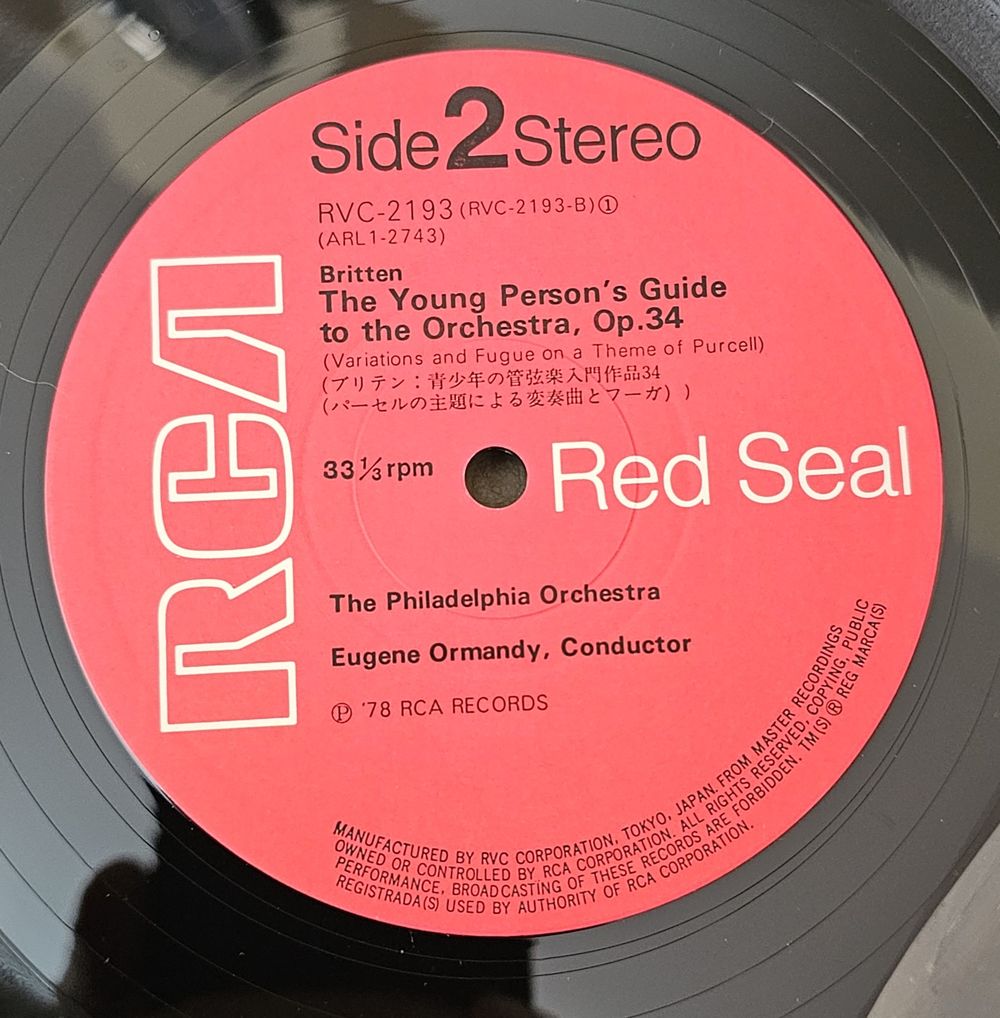 Side 2 Stereo
RVC-2193 (RVC-2193-B) ①
(ARL1-2743)
Britten
The Young Person's Guide
to the Orchestra, Op.34
(Variations and Fugue on a Theme of Purcell)
(ブリテン：青少年の管弦楽入門作品34
(パーセルの主題による変奏曲とフーガ) )
RCA
33 1/3 rpm
Red Seal
The Philadelphia Orchestra
Eugene Ormandy, Conductor
Ⓟ '78 RCA RECORDS
MANUFACTURED BY RVC CORPORATION, TOKYO, JAPAN. FROM MASTER RECORDINGS
OWNED OR CONTROLLED BY RCA CORPORATION. ALL RIGHTS RESERVED, COPYING, PUBLIC
PERFORMANCE, BROADCASTING OF THESE RECORDS ARE FORBIDDEN. TM(S) ® REG MARCA(S)
REGISTRADA(S) USED BY AUTHORITY OF RCA CORPORATION.